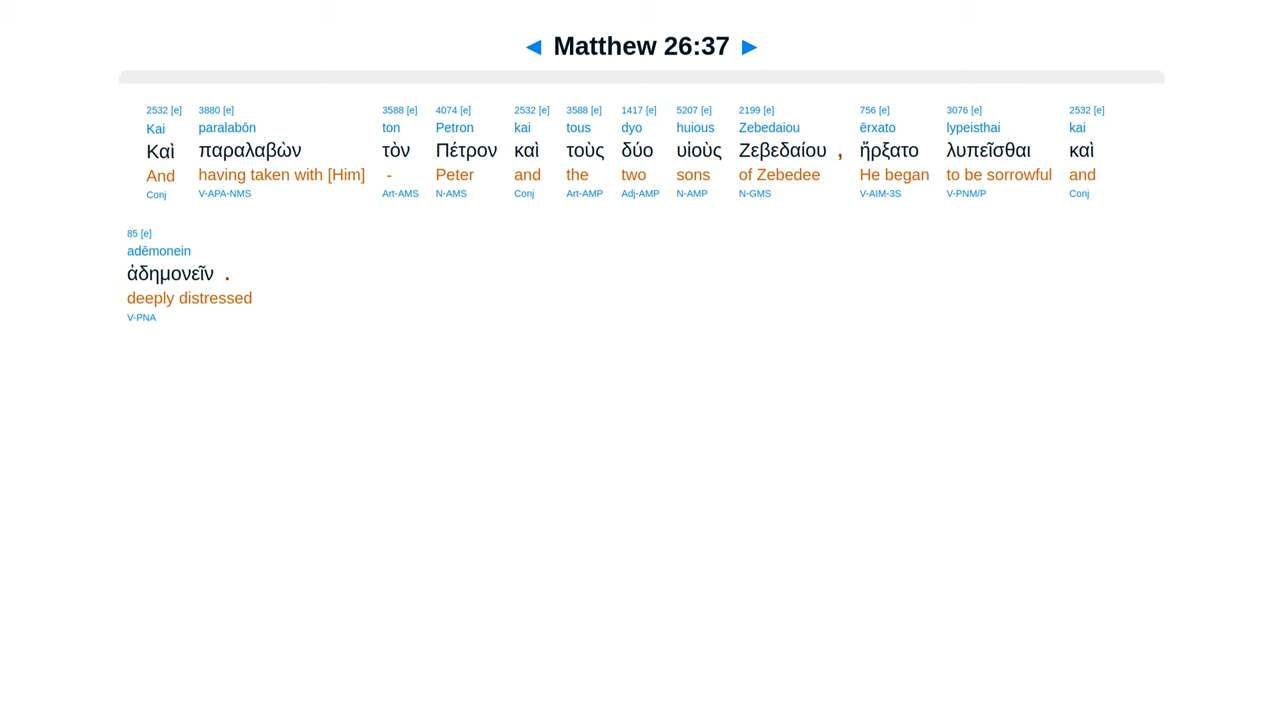 ◄ Matthew 26:37 ►
2532 [e] 3880 [e] 3588 [e] 4074 [e] 2532 [e] 3588 [e] 1417 [e] 5207 [e] 2199 [e] 756 [e] 3076 [e] 2532 [e]
Kai paralabōn ton Petron kai tous dyo huious Zebedaiou ērxato lypeisthai kai
Καὶ παραλαβὼν τὸν Πέτρον καὶ τοὺς δύο υἱοὺς Ζεβεδαίου , ἤρξατο λυπεῖσθαι καὶ
And having taken with [Him] - Peter and the two sons of Zebedee He began to be sorrowful and
Conj V-APA-NMS Art-AMS N-AMS Conj Art-AMP Adj-AMP N-AMP N-GMS V-AIM-3S V-PNM/P Conj
85 [e]
adēmonein
ἀδημονεῖν .
deeply distressed
V-PNA